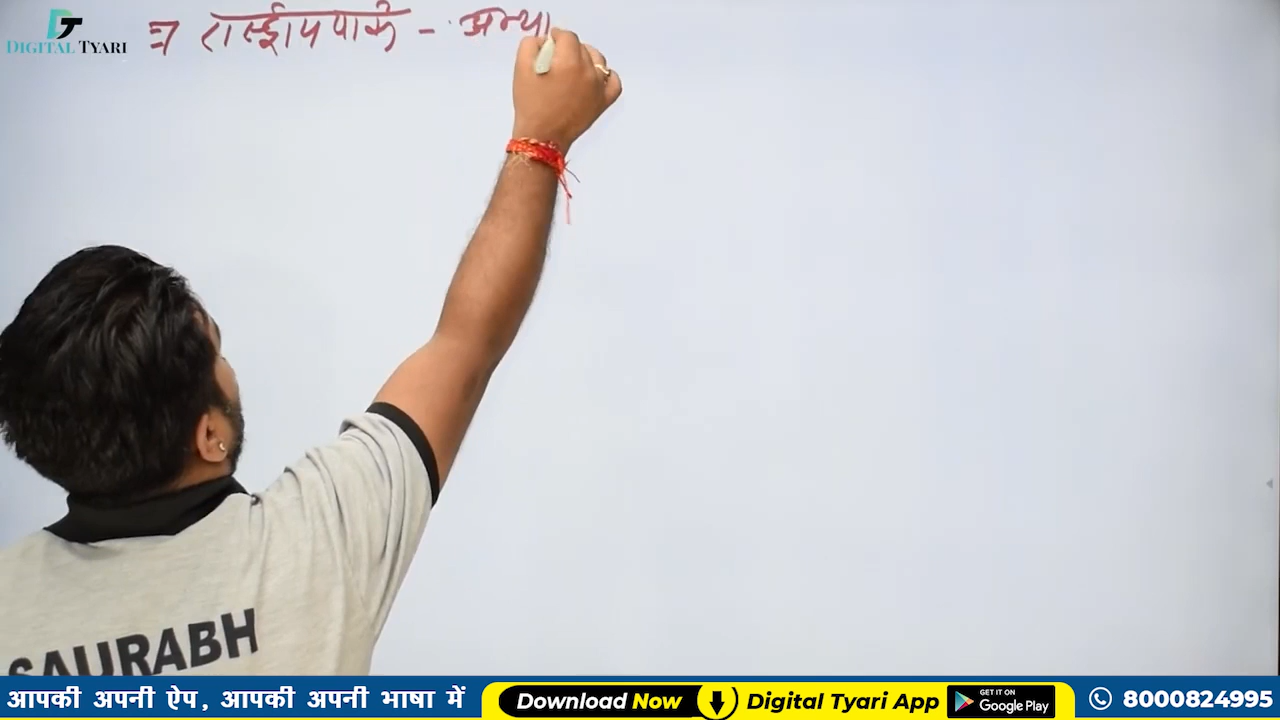 DIGITAL TYARI
⇒ राष्ट्रीय पार्क - अभ्या
SAURABH
आपकी अपनी ऐप, आपकी अपनी भाषा में Download Now Digital Tyari App GET IT ON Google Play 8000824995